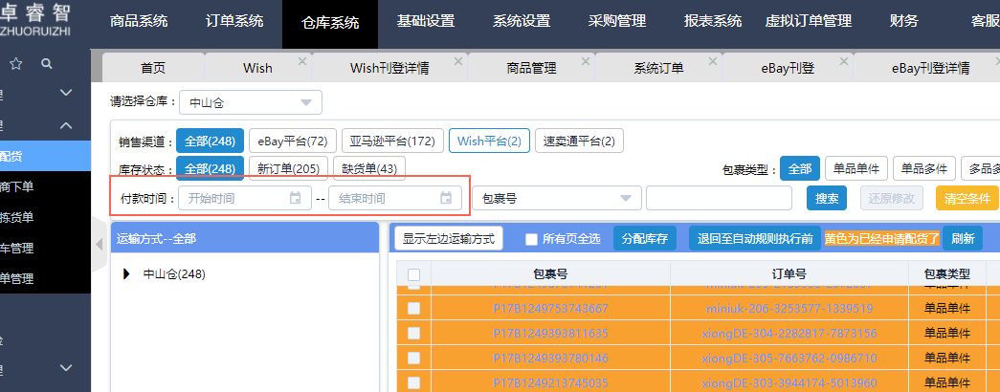 卓睿智
ZHUORUIZHI
商品系统 订单系统 仓库系统 基础设置 系统设置 采购管理 报表系统 虚拟订单管理 财务 客服
首页 Wish Wish刊登详情 商品管理 系统订单 eBay刊登 eBay刊登详情
理
理
配货
商下单
拣货单
车管理
单管理
理
请选择仓库： 中山仓
销售渠道： 全部(248) eBay平台(72) 亚马逊平台(172) Wish平台(2) 速卖通平台(2)
库存状态： 全部(248) 新订单(205) 缺货单(43) 包裹类型： 全部 单品单件 单品多件 多品多
付款时间： 开始时间 -- 结束时间 包裹号 搜索 还原修改 清空条件
运输方式--全部
中山仓(248)
显示左边运输方式 所有页全选 分配库存 退回至自动规则执行前 黄色为已经申请配货了 刷新
包裹号 订单号 包裹类型
P17B1249753743667 miniuk-206-3253577-1339519 单品单件
P17B1249393811635 xiongDE-304-2282817-7873156 单品单件
P17B1249393780146 xiongDE-305-7663762-0986710 单品单件
P17B1249213745035 xiongDE-303-3944174-5013960 单品单件